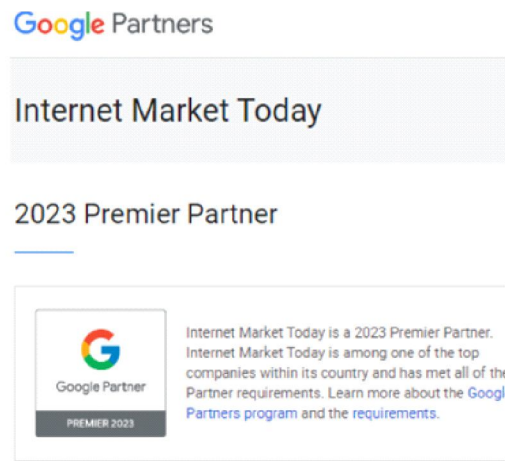 Google Partners
Internet Market Today
2023 Premier Partner
Internet Market Today is a 2023 Premier Partner.
Internet Market Today is among one of the top
companies within its country and has met all of the
Partner requirements. Learn more about the Googl
Partners program and the requirements.
Google Partner
PREMIER 2023